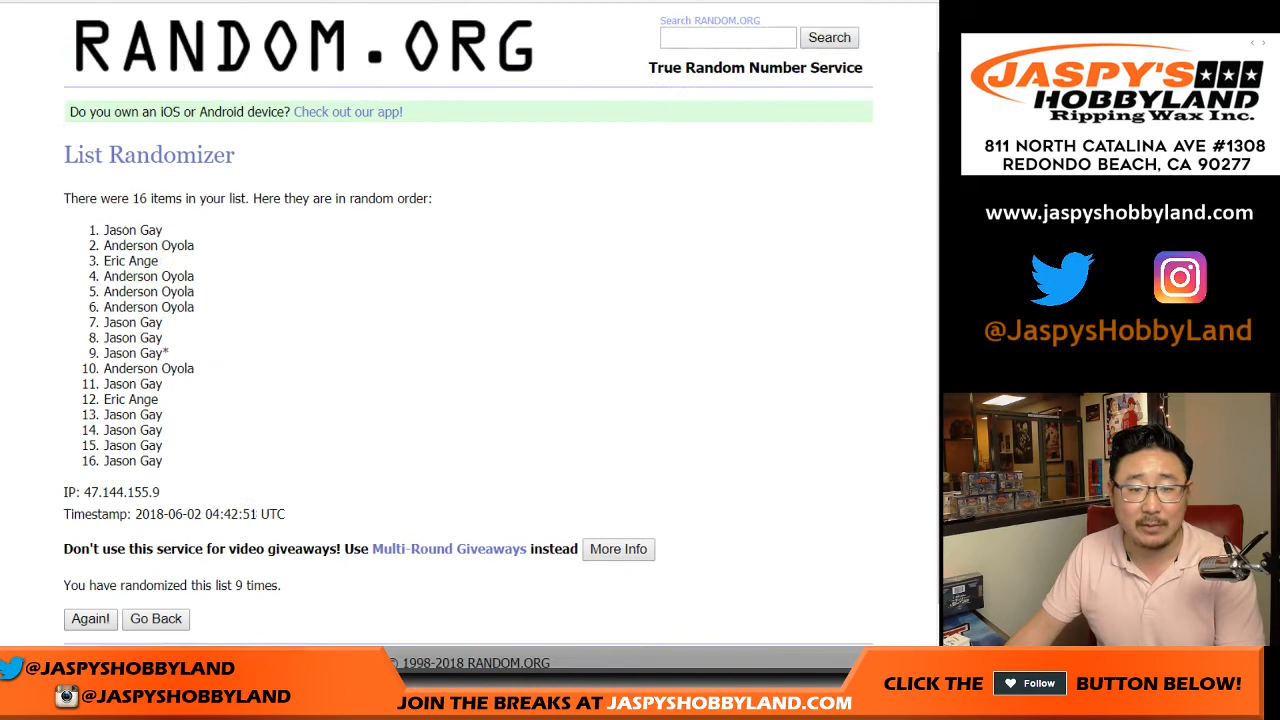 RANDOM.ORG
Search RANDOM.ORG
Search
True Random Number Service
Do you own an iOS or Android device? Check out our app!
List Randomizer
There were 16 items in your list. Here they are in random order:
1. Jason Gay
2. Anderson Oyola
3. Eric Ange
4. Anderson Oyola
5. Anderson Oyola
6. Anderson Oyola
7. Jason Gay
8. Jason Gay
9. Jason Gay*
10. Anderson Oyola
11. Jason Gay
12. Eric Ange
13. Jason Gay
14. Jason Gay
15. Jason Gay
16. Jason Gay
IP: 47.144.155.9
Timestamp: 2018-06-02 04:42:51 UTC
Don't use this service for video giveaways! Use Multi-Round Giveaways instead More Info
You have randomized this list 9 times.
Again! Go Back
© 1998-2018 RANDOM.ORG
JASPY'S
HOBBYLAND
Ripping Wax Inc.
811 NORTH CATALINA AVE #1308
REDONDO BEACH, CA 90277
www.jaspyshobbyland.com
@JaspysHobbyLand
@JASPYHOBBYLAND
@JASPYSHOBBYLAND
JOIN THE BREAKS AT JASPYSHOBBYLAND.COM
CLICK THE Follow BUTTON BELOW!